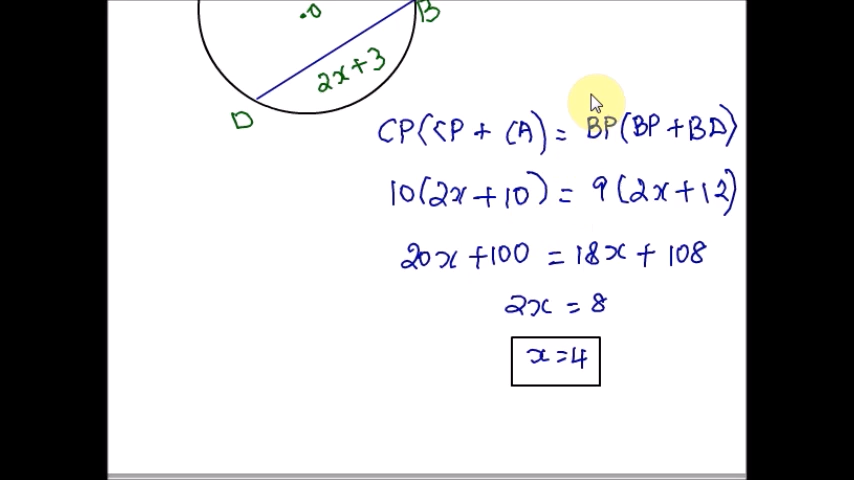 ·O
B
2x+3
D
CP(CP + CA) = BP(BP + BD)
10(2x+10) = 9(2x+12)
20x +100 = 18x + 108
2x = 8
x = 4